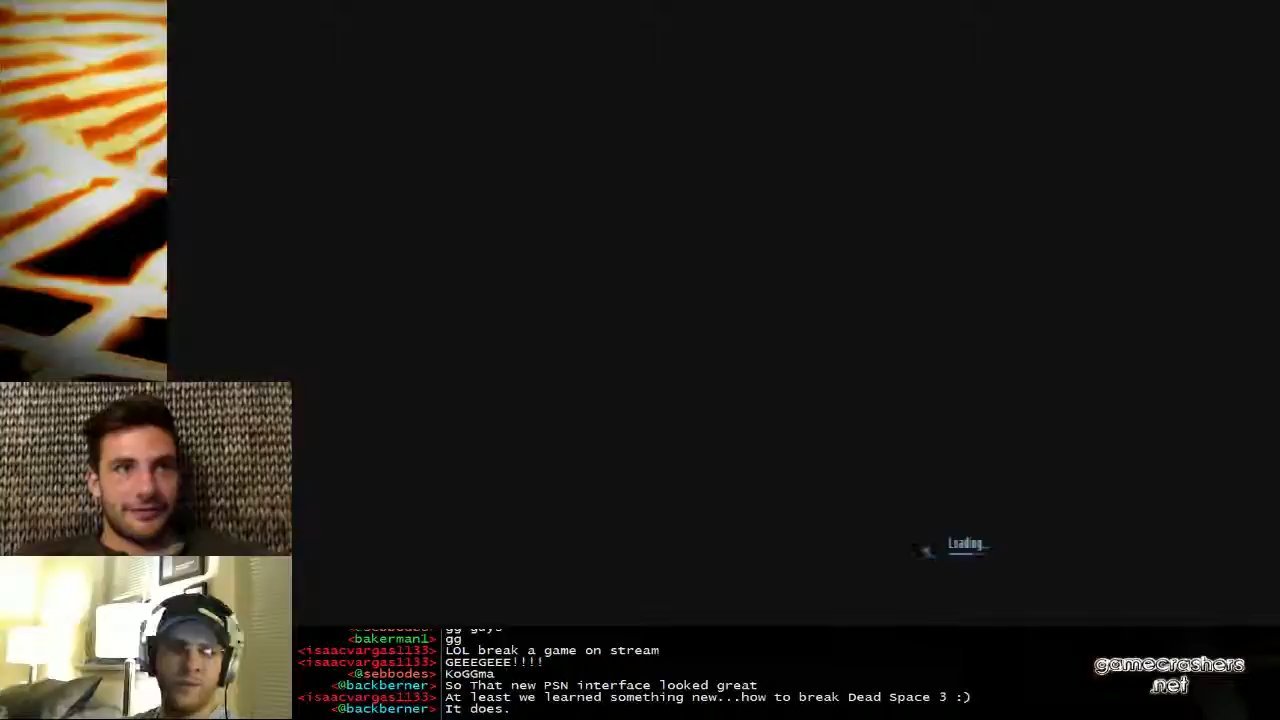 Loading...
gg guys
<bakerman1> gg
<isaacvargas1133> LOL break a game on stream
<isaacvargas1133> GEEEGEEE!!!!
<@sebbodes> KoGGma
<@backberner> So That new PSN interface looked great
<isaacvargas1133> At least we learned something new...how to break Dead Space 3 :)
<@backberner> It does.
gamecrashers
.net